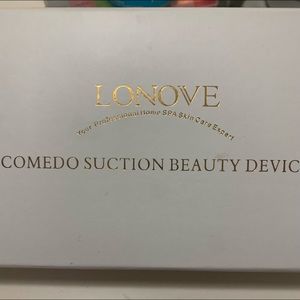 LONOVE
Your Professional Home SPA Skin Care Expert
COMEDO SUCTION BEAUTY DEVIC